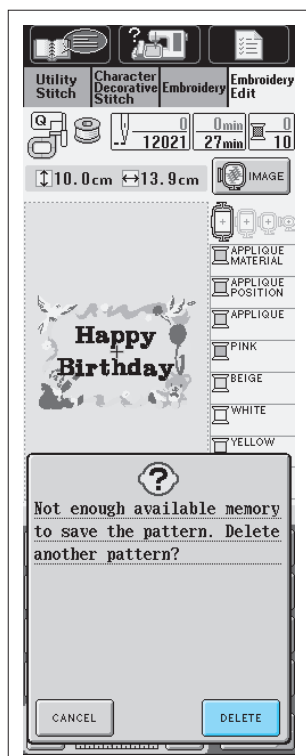 Utility
Stitch
Character
Decorative
Stitch
Embroidery
Embroidery
Edit
Q
0
12021
0min
27min
0
10
10.0cm
13.9cm
IMAGE
APPLIQUE
MATERIAL
APPLIQUE
POSITION
APPLIQUE
PINK
BEIGE
WHITE
YELLOW
Happy
Birthday
?
Not enough available memory
to save the pattern. Delete
another pattern?
CANCEL
DELETE